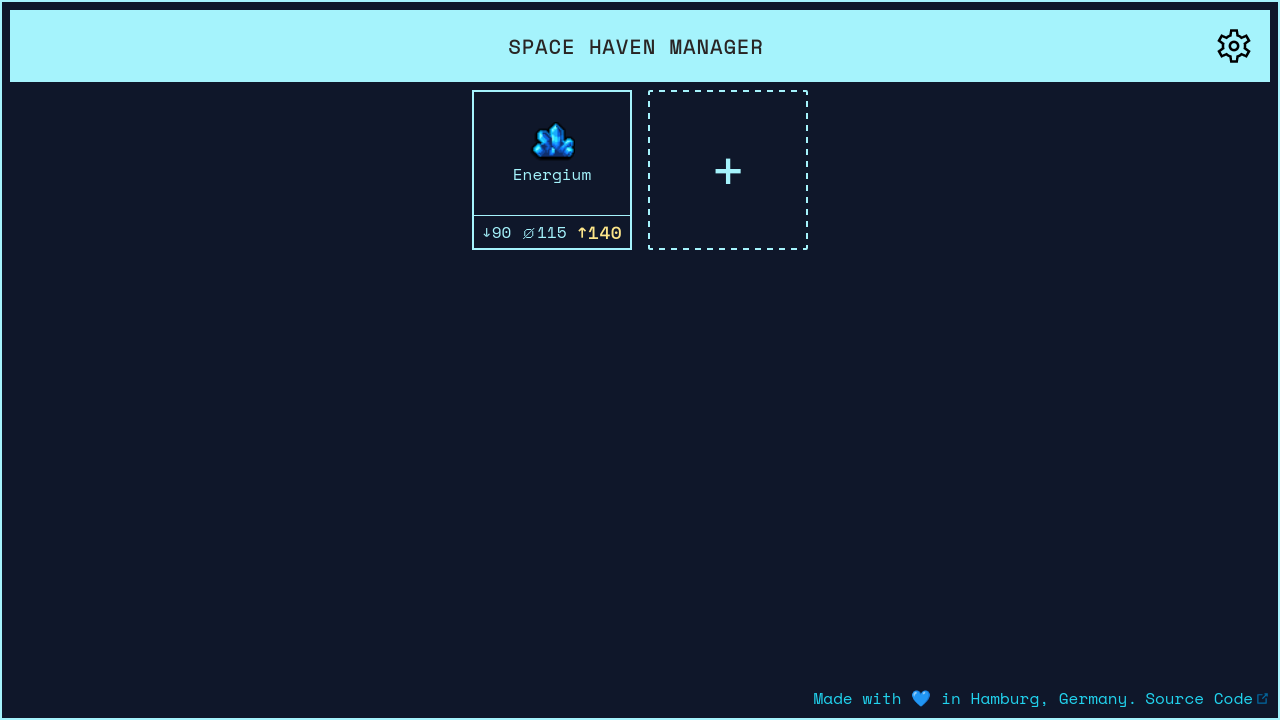 SPACE HAVEN MANAGER
Energium
↓90 ∅115 ↑140
+
Made with 💙 in Hamburg, Germany. Source Code